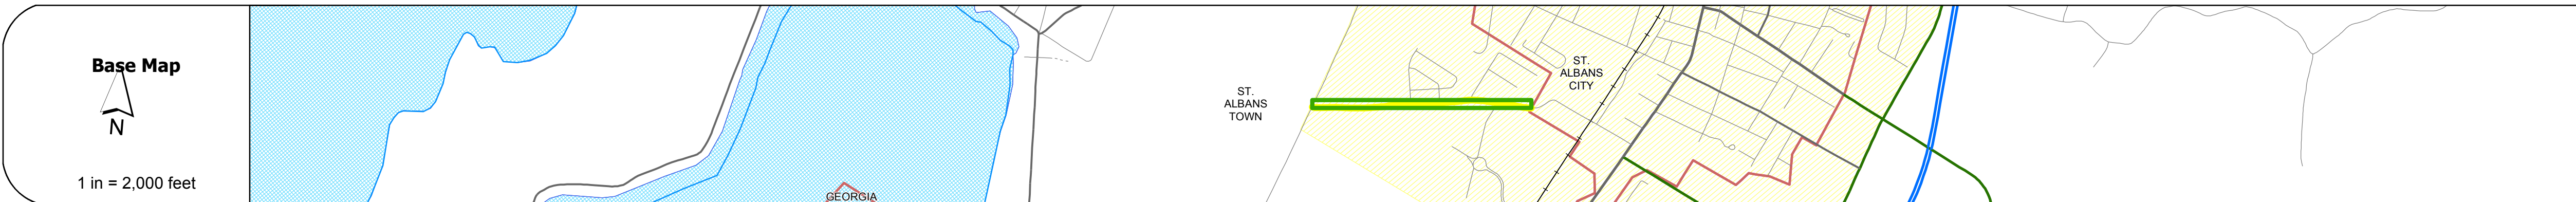 Base Map
N
1 in = 2,000 feet
GEORGIA
ST.
ALBANS
TOWN
ST.
ALBANS
CITY